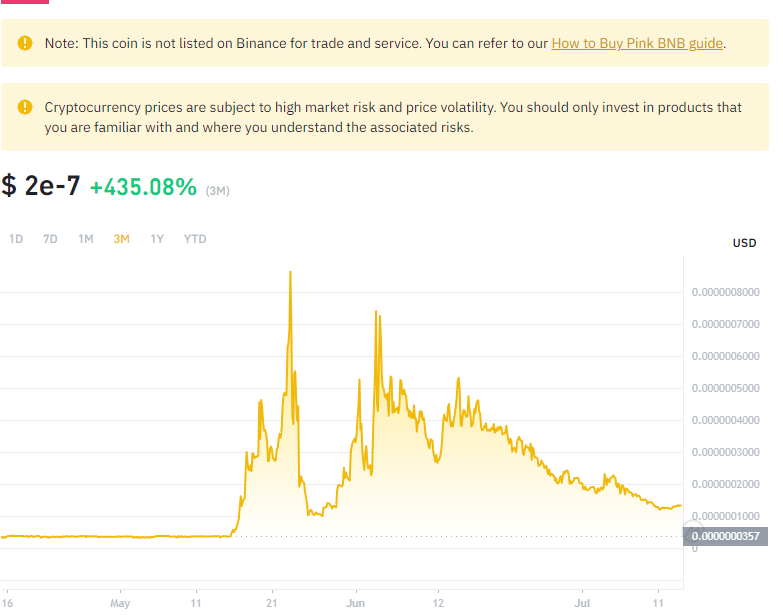 Note: This coin is not listed on Binance for trade and service. You can refer to our How to Buy Pink BNB guide.
Cryptocurrency prices are subject to high market risk and price volatility. You should only invest in products that
you are familiar with and where you understand the associated risks.
$ 2e-7 +435.08% (3M)
1D 7D 1M 3M 1Y YTD
USD
0.0000008000
0.0000007000
0.0000006000
0.0000005000
0.0000004000
0.0000003000
0.0000002000
0.0000001000
0.0000000357
0
16 May 11 21 Jun 12 Jul 11